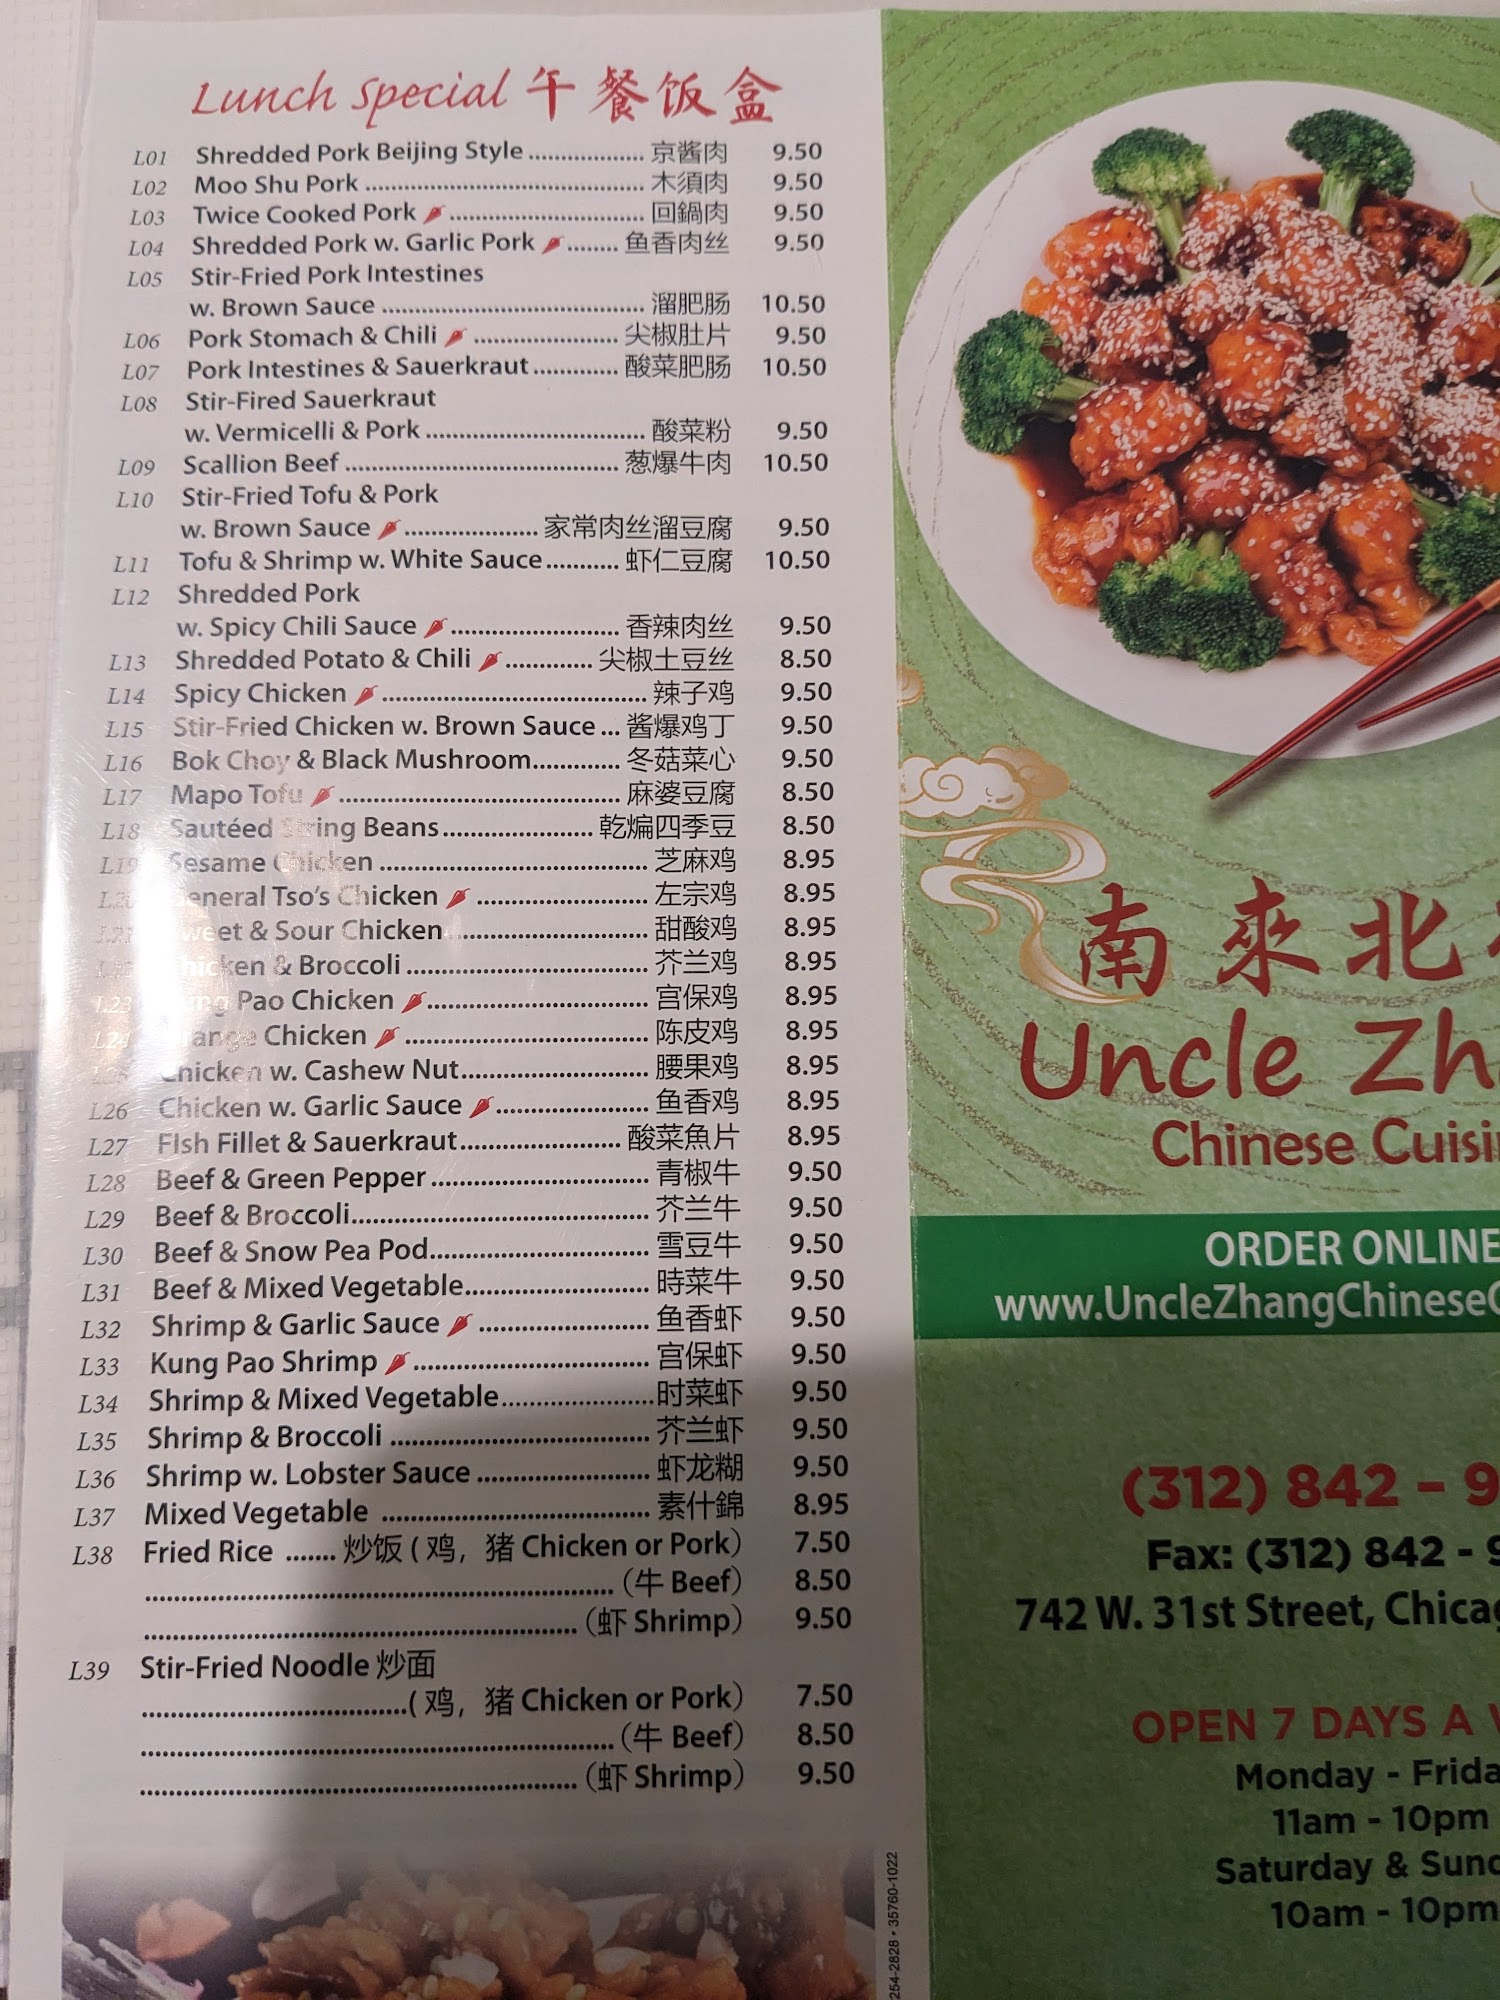 Lunch Special 午餐饭盒
L01 Shredded Pork Beijing Style .................. 京酱肉 9.50
L02 Moo Shu Pork ............................................ 木須肉 9.50
L03 Twice Cooked Pork ............................... 回鍋肉 9.50
L04 Shredded Pork w. Garlic Pork ........ 鱼香肉丝 9.50
L05 Stir-Fried Pork Intestines
w. Brown Sauce ......................................... 溜肥肠 10.50
L06 Pork Stomach & Chili ....................... 尖椒肚片 9.50
L07 Pork Intestines & Sauerkraut ............. 酸菜肥肠 10.50
L08 Stir-Fired Sauerkraut
w. Vermicelli & Pork .................................. 酸菜粉 9.50
L09 Scallion Beef ........................................... 葱爆牛肉 10.50
L10 Stir-Fried Tofu & Pork
w. Brown Sauce ..................... 家常肉丝溜豆腐 9.50
L11 Tofu & Shrimp w. White Sauce ........... 虾仁豆腐 10.50
L12 Shredded Pork
w. Spicy Chili Sauce .......................... 香辣肉丝 9.50
L13 Shredded Potato & Chili ............. 尖椒土豆丝 8.50
L14 Spicy Chicken ......................................... 辣子鸡 9.50
L15 Stir-Fried Chicken w. Brown Sauce ... 酱爆鸡丁 9.50
L16 Bok Choy & Black Mushroom ............. 冬菇菜心 9.50
L17 Mapo Tofu ............................................ 麻婆豆腐 8.50
L18 Sautéed String Beans ....................... 乾煸四季豆 8.50
L19 Sesame Chicken .......................................... 芝麻鸡 8.95
L20 General Tso's Chicken ........................... 左宗鸡 8.95
L21 Sweet & Sour Chicken .............................. 甜酸鸡 8.95
Chicken & Broccoli ...................................... 芥兰鸡 8.95
L23 Kung Pao Chicken ................................... 宫保鸡 8.95
L24 Orange Chicken ...................................... 陈皮鸡 8.95
Chicken w. Cashew Nut ............................. 腰果鸡 8.95
L26 Chicken w. Garlic Sauce ........................ 鱼香鸡 8.95
L27 FIsh Fillet & Sauerkraut ......................... 酸菜魚片 8.95
L28 Beef & Green Pepper .................................. 青椒牛 9.50
L29 Beef & Broccoli .............................................. 芥兰牛 9.50
L30 Beef & Snow Pea Pod .................................. 雪豆牛 9.50
L31 Beef & Mixed Vegetable ............................ 時菜牛 9.50
L32 Shrimp & Garlic Sauce .......................... 鱼香虾 9.50
L33 Kung Pao Shrimp .................................... 宫保虾 9.50
L34 Shrimp & Mixed Vegetable ....................... 时菜虾 9.50
L35 Shrimp & Broccoli ........................................ 芥兰虾 9.50
L36 Shrimp w. Lobster Sauce ........................... 虾龙糊 9.50
L37 Mixed Vegetable .......................................... 素什錦 8.95
L38 Fried Rice ....... 炒饭 ( 鸡, 猪 Chicken or Pork) 7.50
.................................................................. (牛 Beef) 8.50
............................................................. (虾 Shrimp) 9.50
L39 Stir-Fried Noodle 炒面
.....................................( 鸡, 猪 Chicken or Pork) 7.50
.................................................................. (牛 Beef) 8.50
............................................................. (虾 Shrimp) 9.50
254-2828 • 35760-1022
南來北
Uncle
Chinese
ORDER ONLINE
www.UncleZhangChinese
(312) 842 -
Fax: (312) 842 -
742 W. 31st Street,
OPEN 7 DAYS A
Monday -
11am - 10pm
Saturday &
10am - 10pm